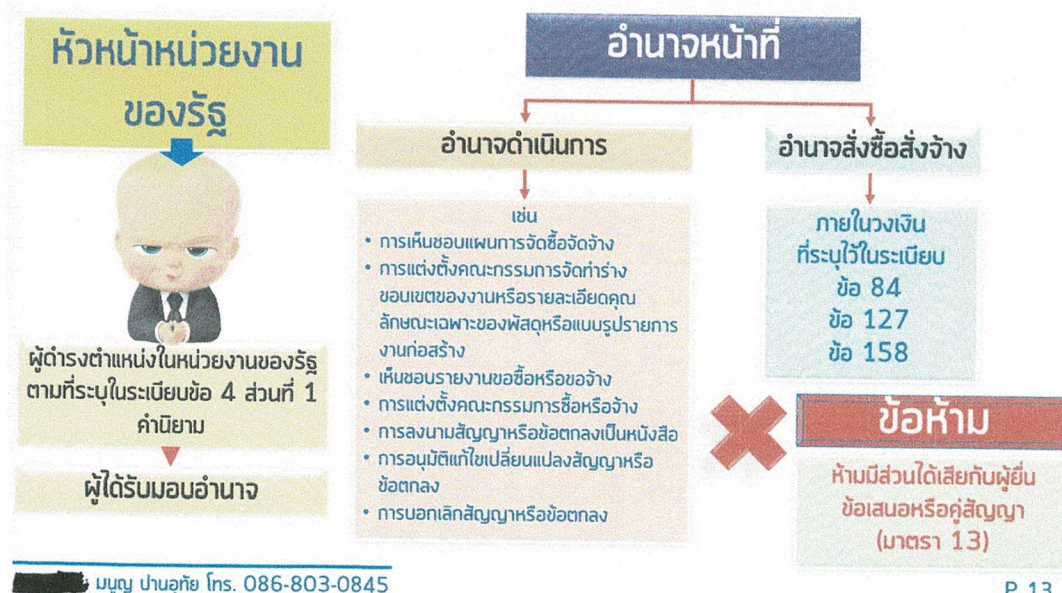 หัวหน้าหน่วยงาน
ของรัฐ
ผู้ดำรงตำแหน่งในหน่วยงานของรัฐ
ตามที่ระบุในระเบียบข้อ 4 ส่วนที่ 1
คำนิยาม
ผู้ได้รับมอบอำนาจ
อำนาจหน้าที่
อำนาจดำเนินการ
เช่น
• การเห็นชอบแผนการจัดซื้อจัดจ้าง
• การแต่งตั้งคณะกรรมการจัดทำร่าง
ขอบเขตของงานหรือรายละเอียดคุณ
ลักษณะเฉพาะของพัสดุหรือแบบรูปรายการ
งานก่อสร้าง
• เห็นชอบรายงานขอซื้อหรือขอจ้าง
• การแต่งตั้งคณะกรรมการซื้อหรือจ้าง
• การลงนามสัญญาหรือข้อตกลงเป็นหนังสือ
• การอนุมัติแก้ไขเปลี่ยนแปลงสัญญาหรือ
ข้อตกลง
• การบอกเลิกสัญญาหรือข้อตกลง
อำนาจสั่งซื้อสั่งจ้าง
ภายในวงเงิน
ที่ระบุไว้ในระเบียบ
ข้อ 84
ข้อ 127
ข้อ 158
ข้อห้าม
ห้ามมีส่วนได้เสียกับผู้ยื่น
ข้อเสนอหรือคู่สัญญา
(มาตรา 13)
มนูญ ปานอุทัย โทร. 086-803-0845
P. 13